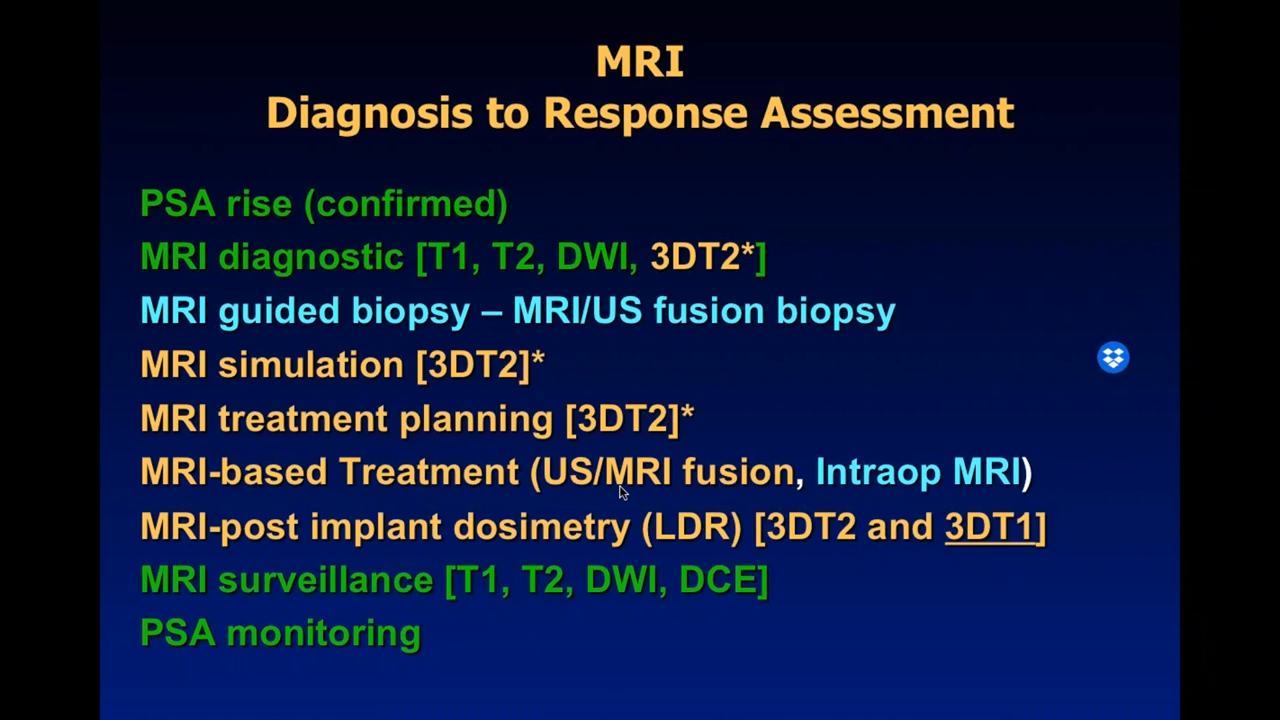 MRI
Diagnosis to Response Assessment
PSA rise (confirmed)
MRI diagnostic [T1, T2, DWI, 3DT2*]
MRI guided biopsy – MRI/US fusion biopsy
MRI simulation [3DT2]*
MRI treatment planning [3DT2]*
MRI-based Treatment (US/MRI fusion, Intraop MRI)
MRI-post implant dosimetry (LDR) [3DT2 and 3DT1]
MRI surveillance [T1, T2, DWI, DCE]
PSA monitoring